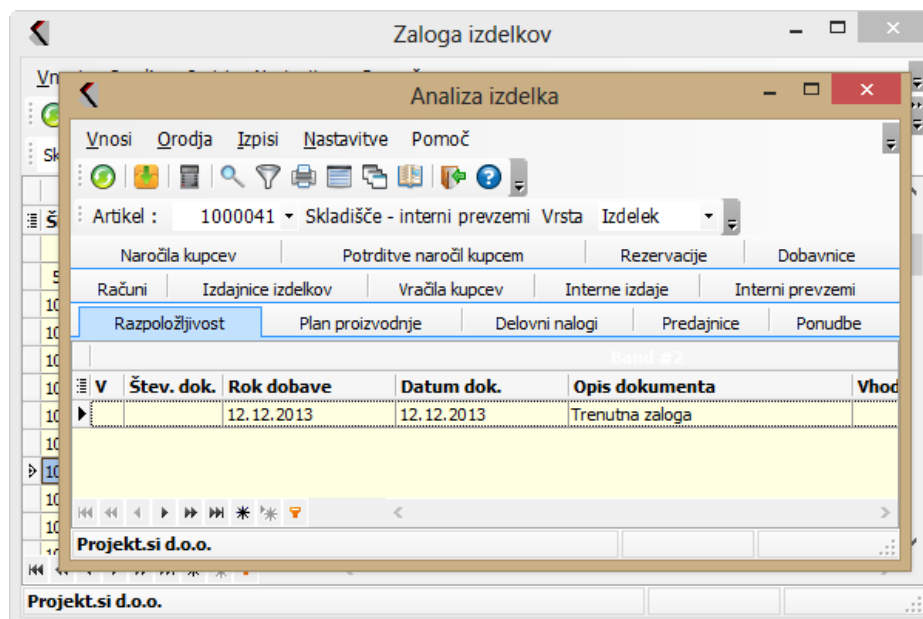 Zaloga izdelkov
Analiza izdelka
Vnosi Orodja Izpisi Nastavitve Pomoč
Artikel : 1000041 Skladišče - interni prevzemi Vrsta Izdelek
Naročila kupcev Potrditve naročil kupcem Rezervacije Dobavnice
Računi Izdajnice izdelkov Vračila kupcev Interne izdaje Interni prevzemi
Razpoložljivost Plan proizvodnje Delovni nalogi Predajnice Ponudbe
Band #2
V Štev. dok. Rok dobave Datum dok. Opis dokumenta Vhod
12.12.2013 12.12.2013 Trenutna zaloga
Projekt.si d.o.o.
Projekt.si d.o.o.